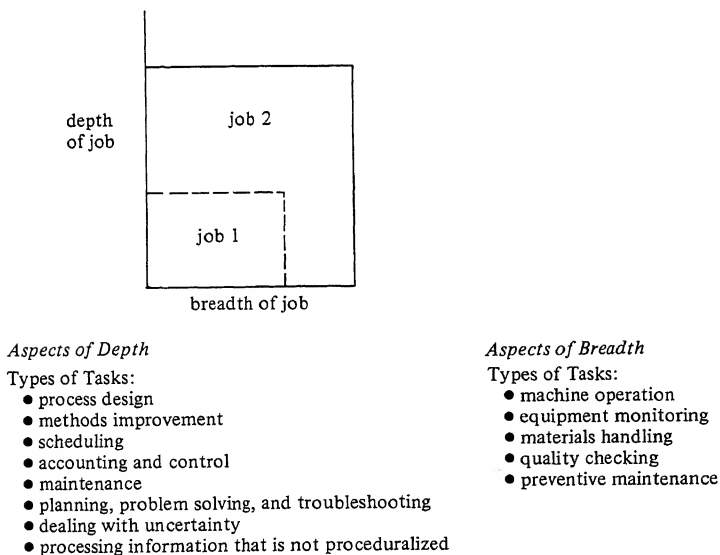 depth
of job
job 2
job 1
breadth of job
Aspects of Depth
Types of Tasks:
● process design
● methods improvement
● scheduling
● accounting and control
● maintenance
● planning, problem solving, and troubleshooting
● dealing with uncertainty
● processing information that is not proceduralized
Aspects of Breadth
Types of Tasks:
● machine operation
● equipment monitoring
● materials handling
● quality checking
● preventive maintenance